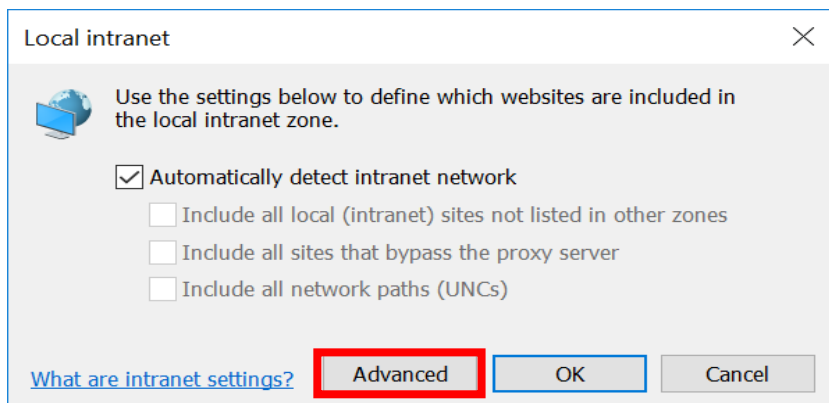 Local intranet
Use the settings below to define which websites are included in
the local intranet zone.
Automatically detect intranet network
Include all local (intranet) sites not listed in other zones
Include all sites that bypass the proxy server
Include all network paths (UNCs)
What are intranet settings?
Advanced
OK
Cancel